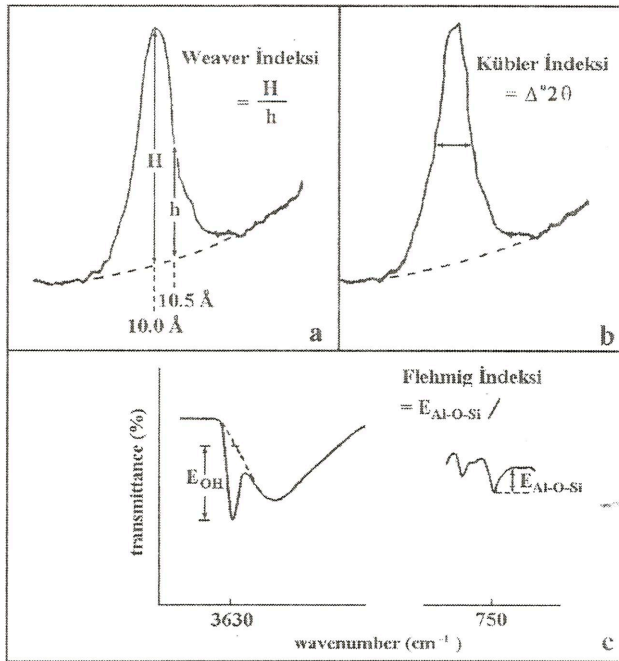 Weaver İndeksi
= H
h
H
h
10.5 Å
10.0 Å
a
Kübler İndeksi
= Δ°2θ
b
Flehmig İndeksi
= EAl-O-Si /
transmittance (%)
EOH
EAl-O-Si
3630
750
wavenumber (cm⁻¹)
c